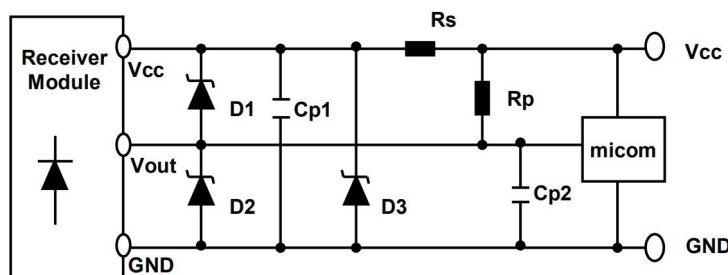 Receiver
Module
Vcc
Vout
GND
D1
D2
Cp1
D3
Rs
Rp
Cp2
micom
Vcc
GND